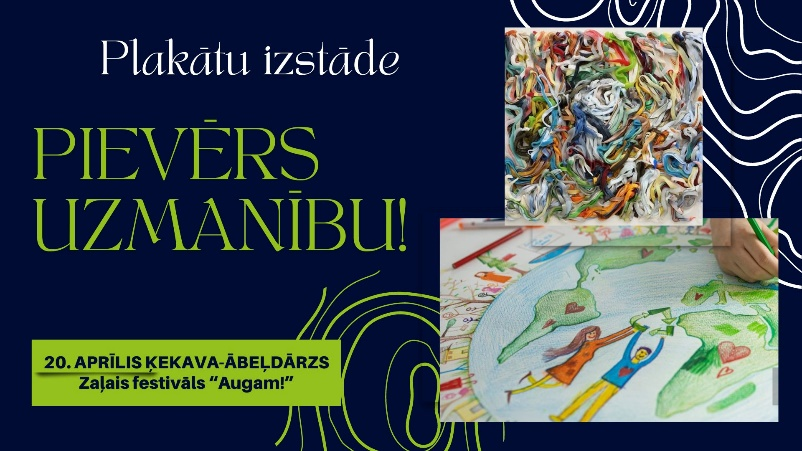 Plakātu izstāde
PIEVĒRS
UZMANĪBU!
20. APRĪLIS ĶEKAVA-ĀBEĻDĀRZS
Zaļais festivāls “Augam!”